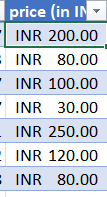 price (in IN
INR 200.00
INR 80.00
INR 100.00
INR 30.00
INR 250.00
INR 120.00
INR 80.00